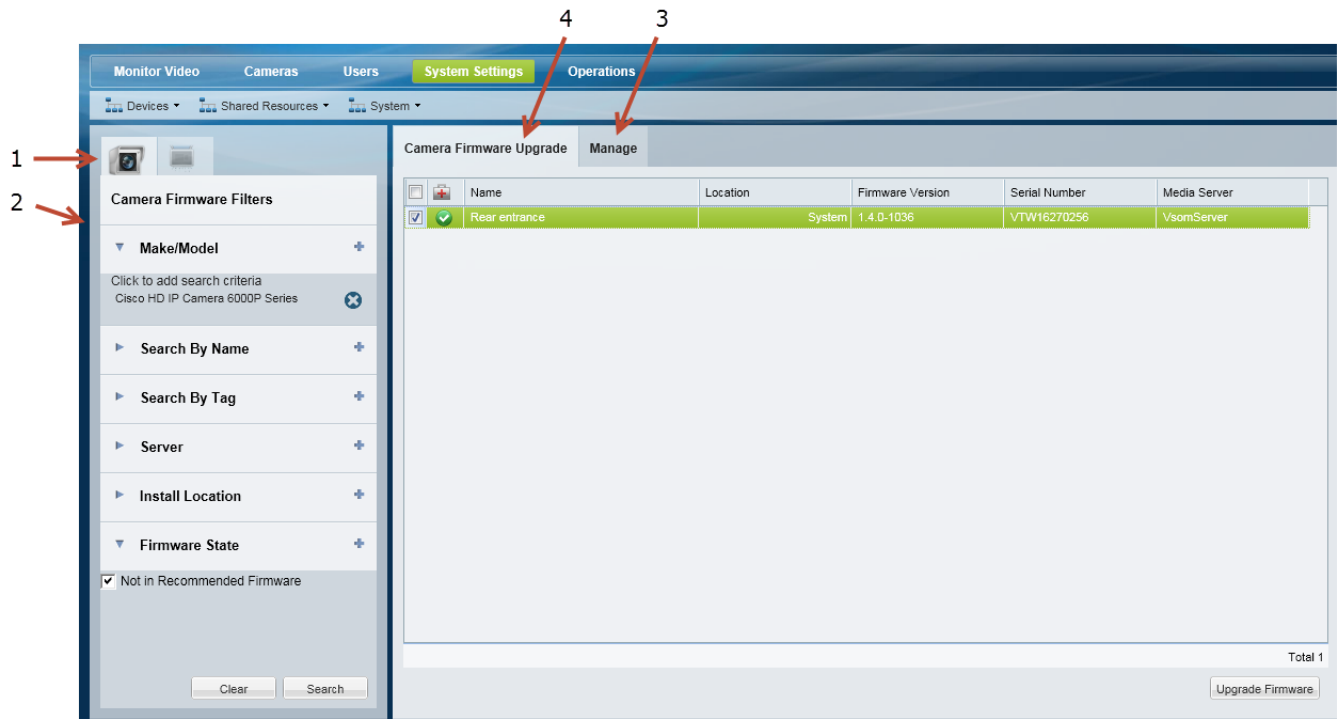 4 3
Monitor Video Cameras Users System Settings Operations
Devices Shared Resources System
1
2
Camera Firmware Filters
Make/Model
Click to add search criteria
Cisco HD IP Camera 6000P Series
Search By Name
Search By Tag
Server
Install Location
Firmware State
Not in Recommended Firmware
Clear Search
Camera Firmware Upgrade Manage
Name Location Firmware Version Serial Number Media Server
Rear entrance System 1.4.0-1036 VTW16270256 VsomServer
Total 1
Upgrade Firmware